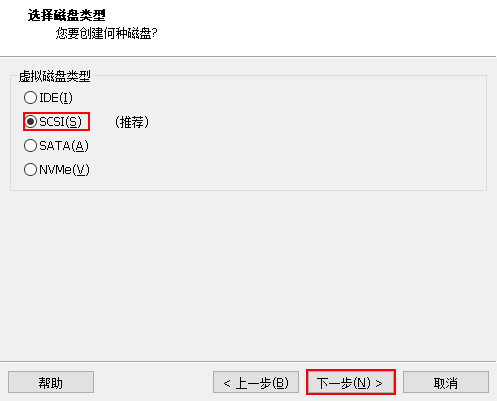 选择磁盘类型
您要创建何种磁盘?
虚拟磁盘类型
IDE(I)
SCSI(S) (推荐)
SATA(A)
NVMe(V)
帮助 < 上一步(B) 下一步(N) > 取消